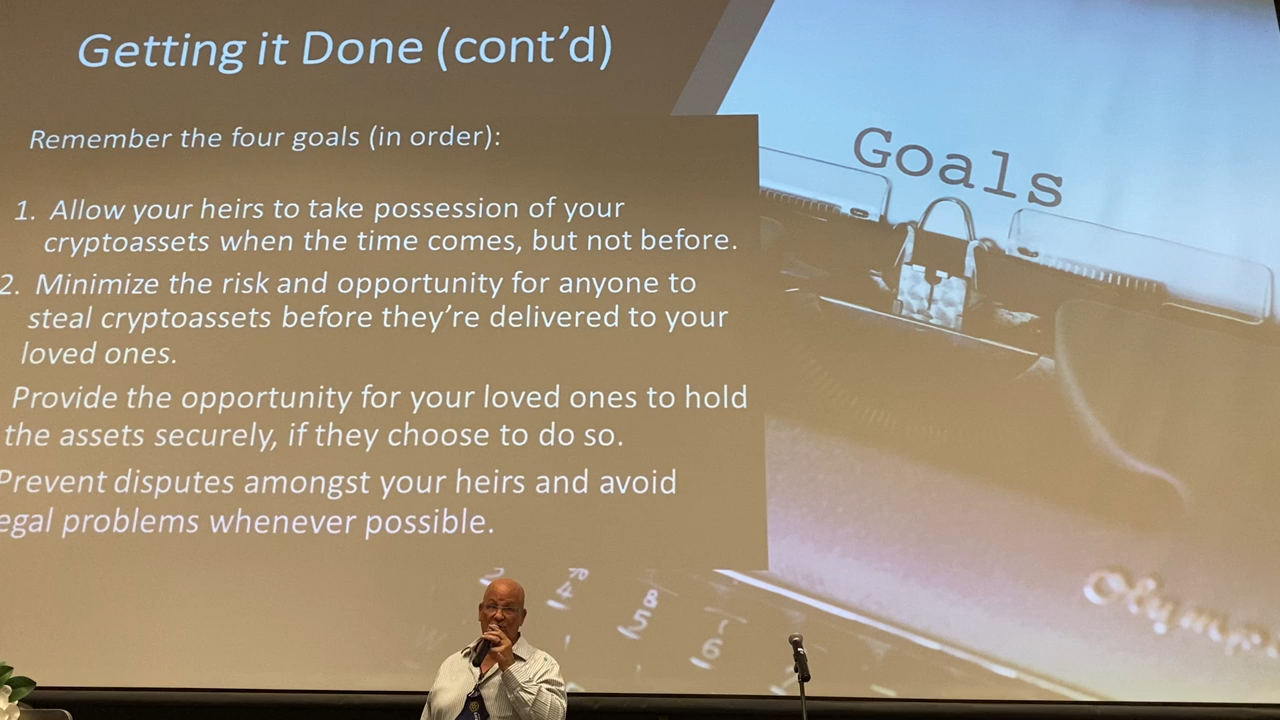 Getting it Done (cont’d)
Remember the four goals (in order):
1. Allow your heirs to take possession of your
cryptoassets when the time comes, but not before.
2. Minimize the risk and opportunity for anyone to
steal cryptoassets before they’re delivered to your
loved ones.
Provide the opportunity for your loved ones to hold
the assets securely, if they choose to do so.
Prevent disputes amongst your heirs and avoid
egal problems whenever possible.
Goals